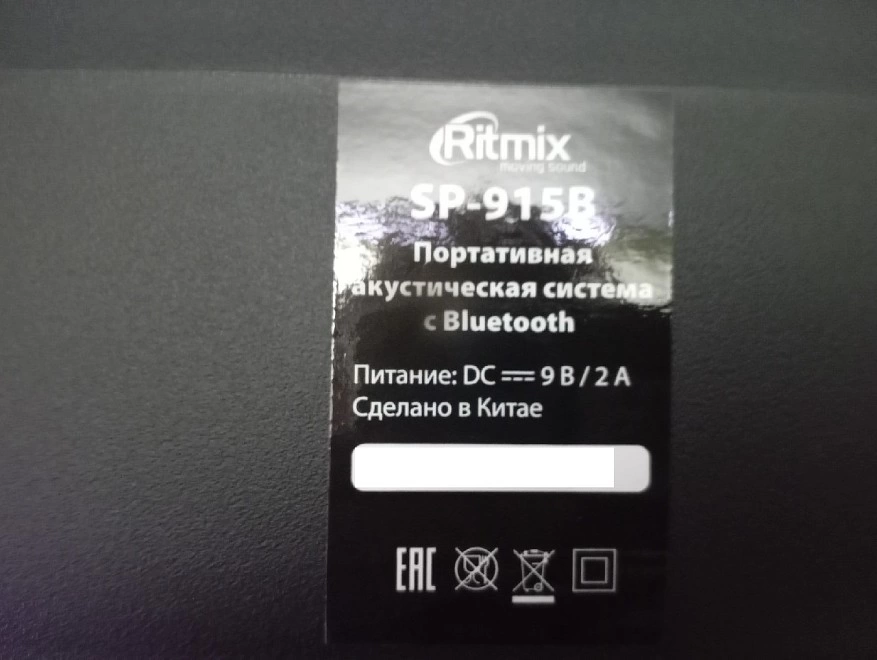 Ritmix
moving sound
SP-915B
Портативная
акустическая система
с Bluetooth
Питание: DC 9 В / 2 А
Сделано в Китае
EAC